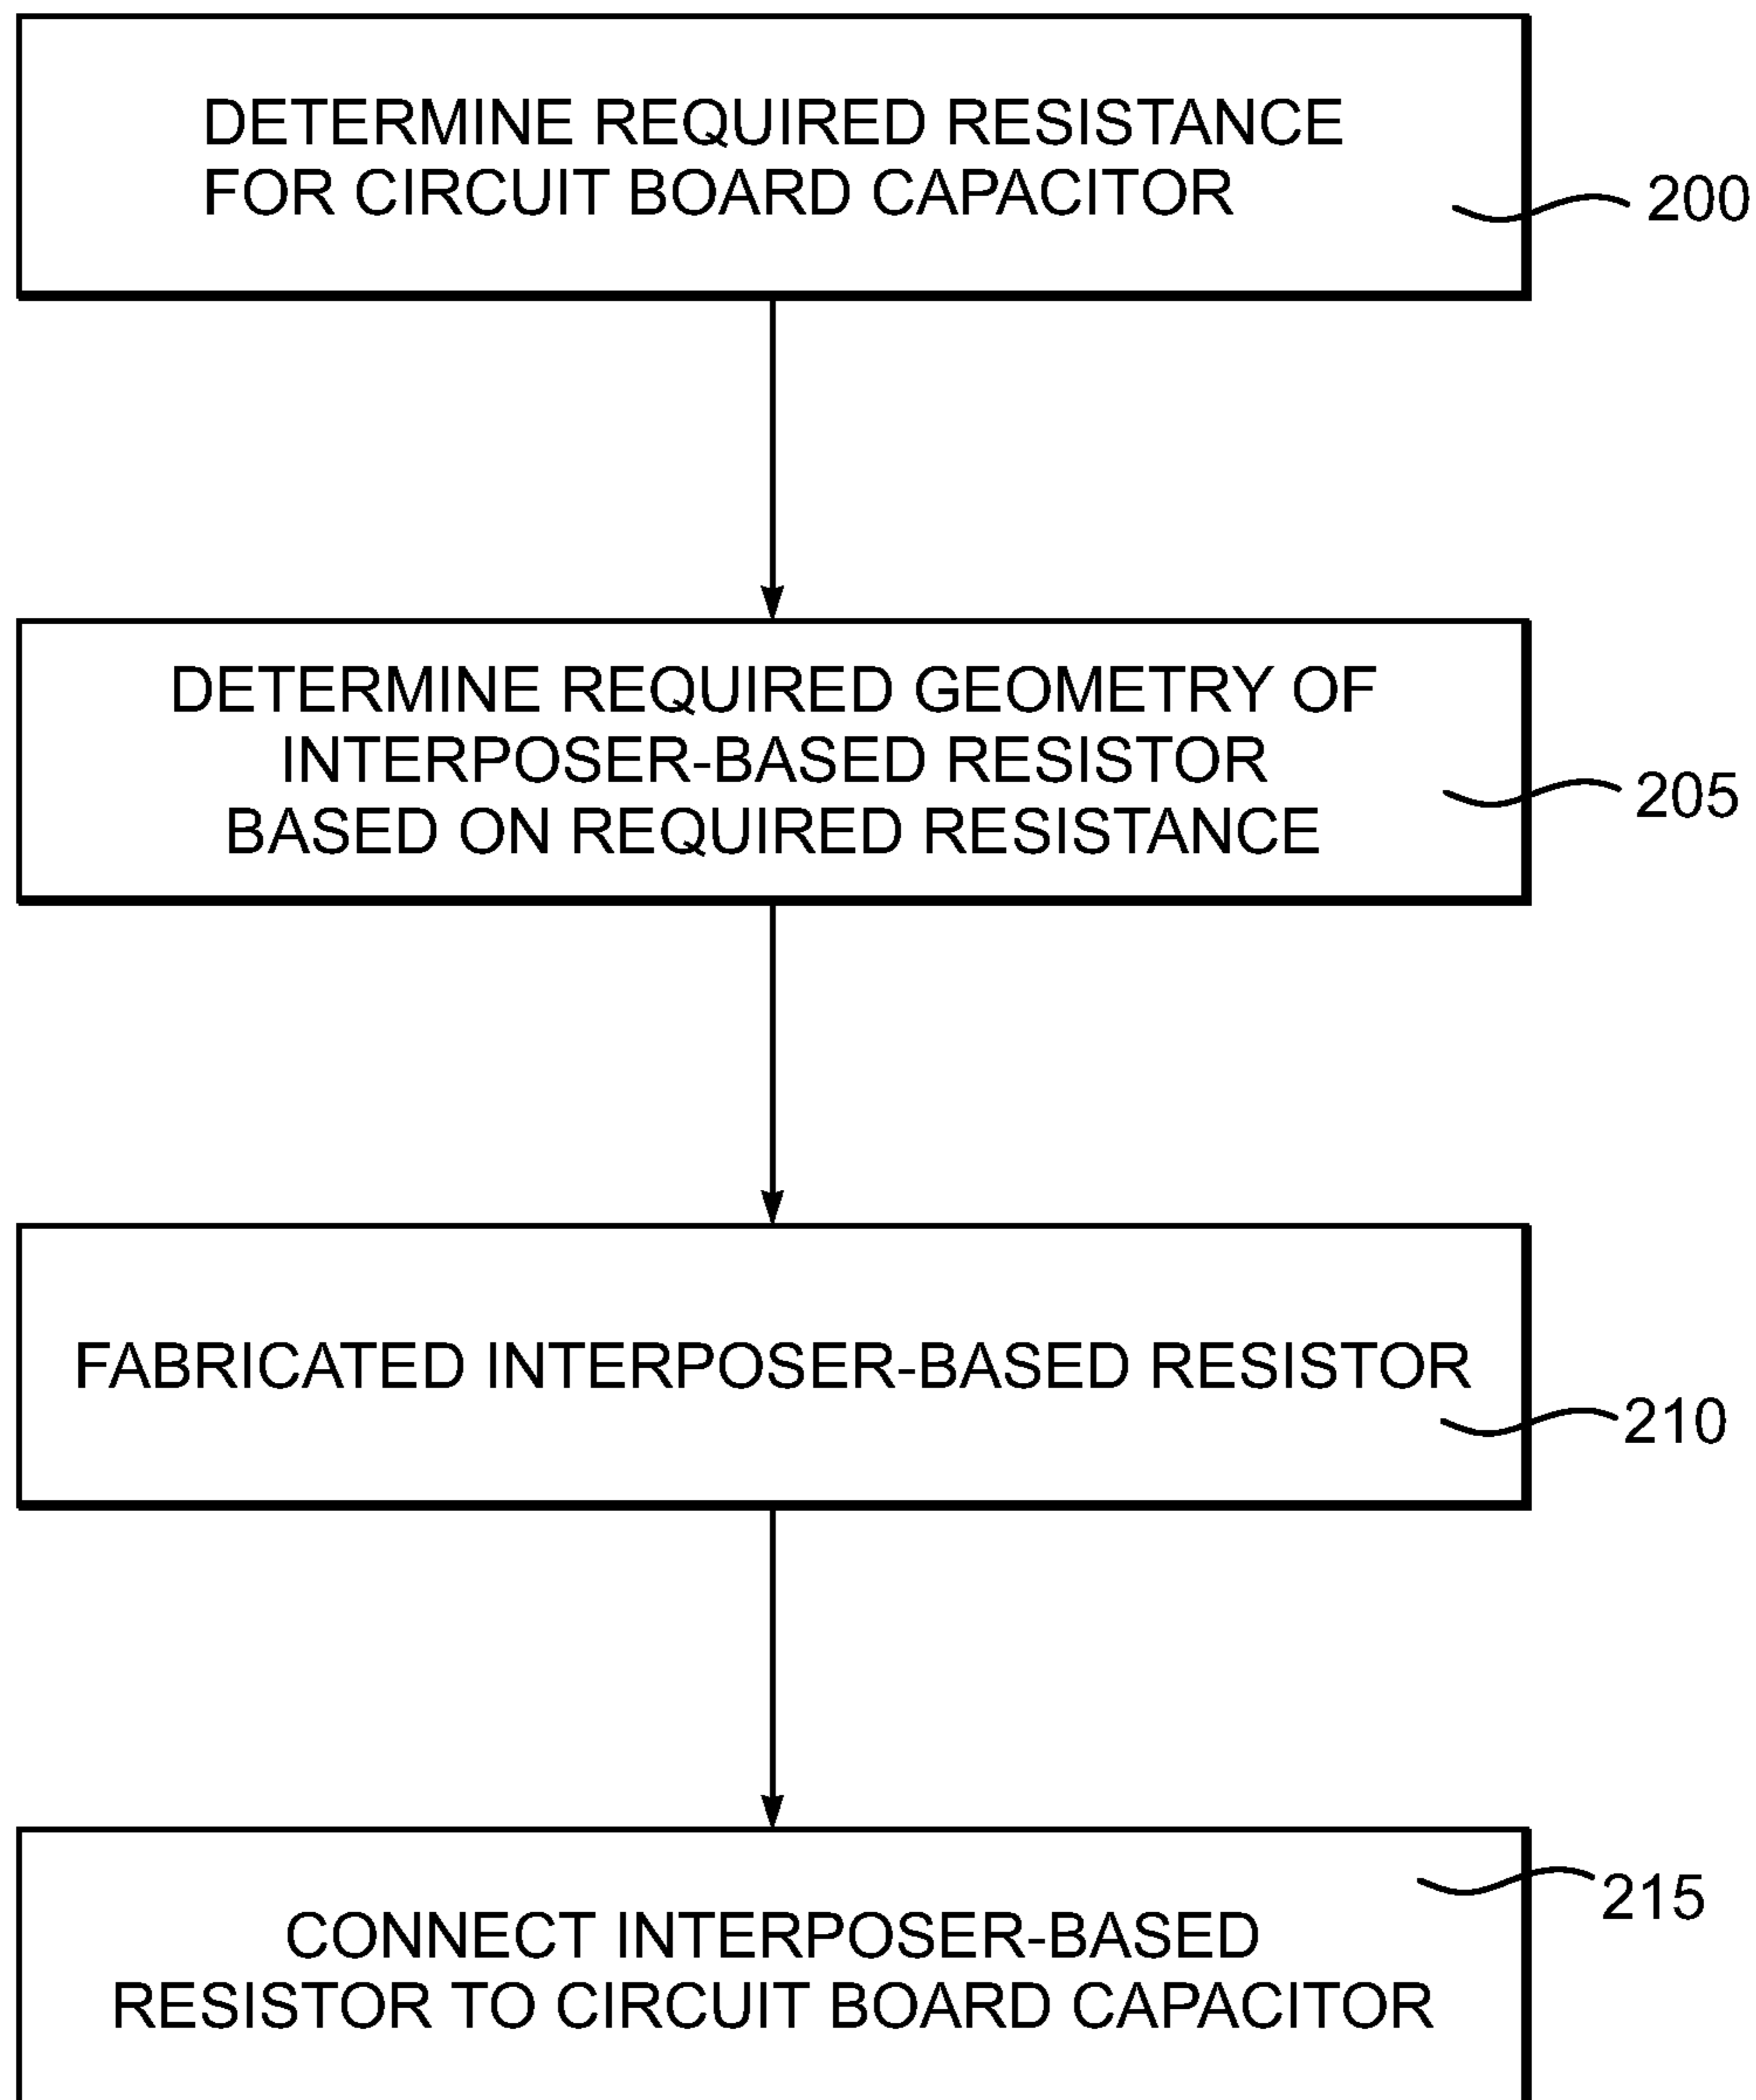 DETERMINE REQUIRED RESISTANCE
FOR CIRCUIT BOARD CAPACITOR
200
DETERMINE REQUIRED GEOMETRY OF
INTERPOSER-BASED RESISTOR
BASED ON REQUIRED RESISTANCE
205
FABRICATED INTERPOSER-BASED RESISTOR
210
215
CONNECT INTERPOSER-BASED
RESISTOR TO CIRCUIT BOARD CAPACITOR